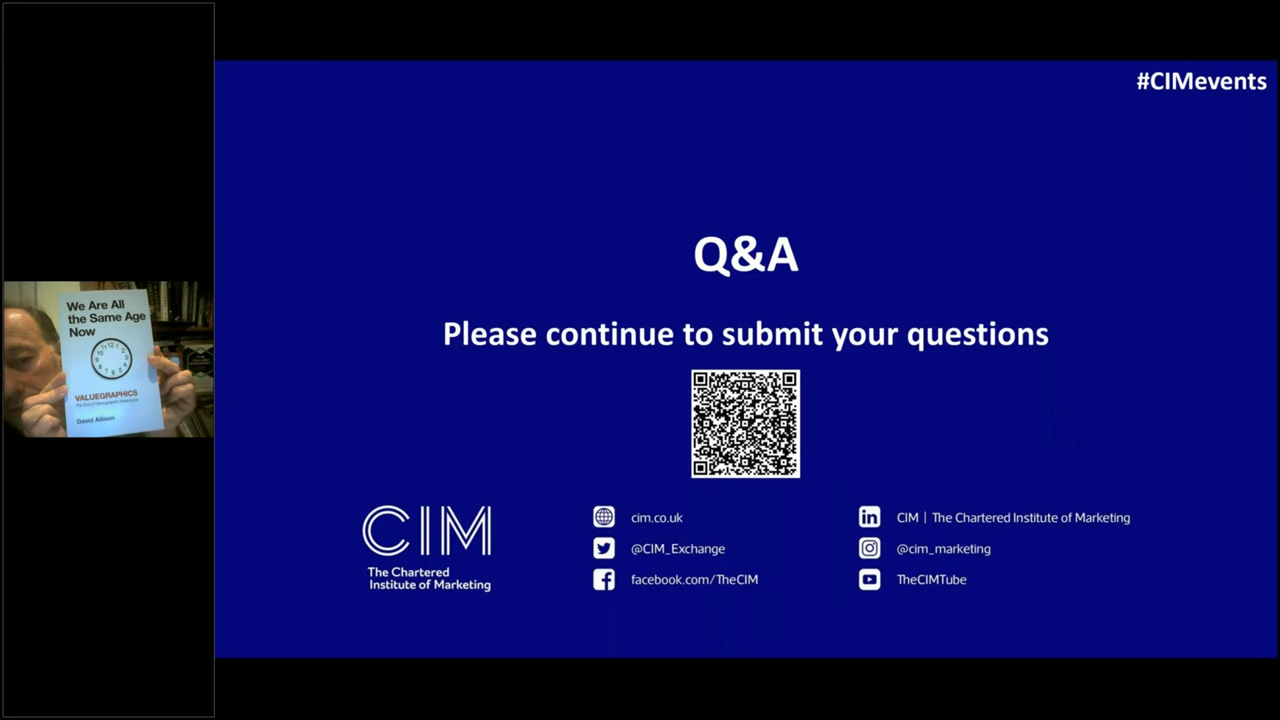 #CIMevents
Q&A
Please continue to submit your questions
CIM
The Chartered
Institute of Marketing
cim.co.uk
@CIM_Exchange
facebook.com/TheCIM
CIM | The Chartered Institute of Marketing
@cim_marketing
TheCIMTube
We Are All
the Same Age
Now
VALUEGRAPHICS
David Allison